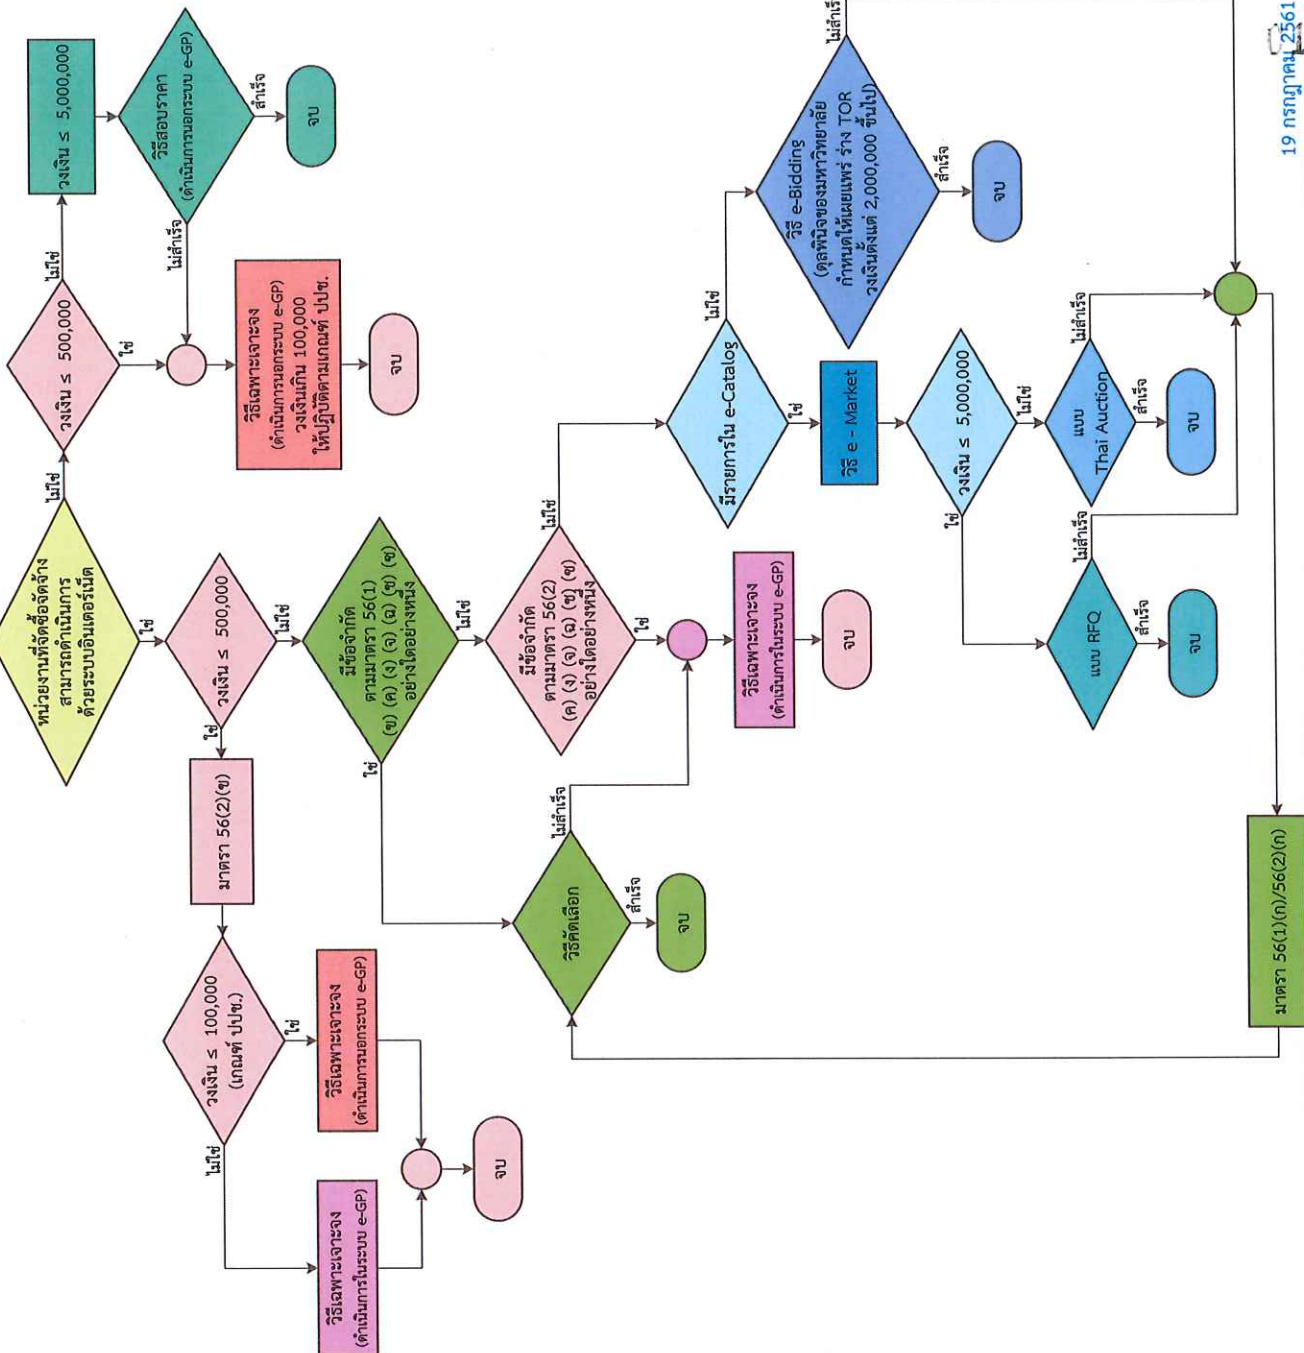 หน่วยงานที่จัดซื้อจัดจ้าง
สามารถดำเนินการ
ด้วยระบบอินเตอร์เน็ต
ไม่ใช่
ใช่
วงเงิน ≤ 500,000
ไม่ใช่
ใช่
วงเงิน ≤ 5,000,000
วิธีสอบราคา
(ดำเนินการนอกระบบ e-GP)
ไม่สำเร็จ
สำเร็จ
จบ
วิธีเฉพาะเจาะจง
(ดำเนินการนอกระบบ e-GP)
วงเงินเกิน 100,000
ให้ปฏิบัติตามเกณฑ์ ปปช.
จบ
วงเงิน ≤ 500,000
ใช่
ไม่ใช่
มาตรา 56(2)(ข)
วงเงิน ≤ 100,000
(เกณฑ์ ปปช.)
ไม่ใช่
ใช่
วิธีเฉพาะเจาะจง
(ดำเนินการในระบบ e-GP)
วิธีเฉพาะเจาะจง
(ดำเนินการนอกระบบ e-GP)
จบ
มีข้อจำกัด
ตามมาตรา 56(1)
(ข) (ค) (ง) (จ) (ฉ) (ช) (ซ)
อย่างใดอย่างหนึ่ง
ใช่
ไม่ใช่
วิธีคัดเลือก
ไม่สำเร็จ
สำเร็จ
จบ
มีข้อจำกัด
ตามมาตรา 56(2)
(ค) (ง) (จ) (ฉ) (ช) (ซ)
อย่างใดอย่างหนึ่ง
ไม่ใช่
ใช่
วิธีเฉพาะเจาะจง
(ดำเนินการในระบบ e-GP)
จบ
มีรายการใน e-Catalog
ไม่ใช่
ใช่
วิธี e-Bidding
(ดุลพินิจของมหาวิทยาลัย
กำหนดให้เผยแพร่ ร่าง TOR
วงเงินตั้งแต่ 2,000,000 ขึ้นไป)
ไม่สำเร็จ
สำเร็จ
จบ
วิธี e - Market
วงเงิน ≤ 5,000,000
ใช่
ไม่ใช่
แบบ RFQ
ไม่สำเร็จ
สำเร็จ
จบ
แบบ
Thai Auction
ไม่สำเร็จ
สำเร็จ
จบ
มาตรา 56(1)(ก)/56(2)(ก)
19 กรกฎาคม 2561